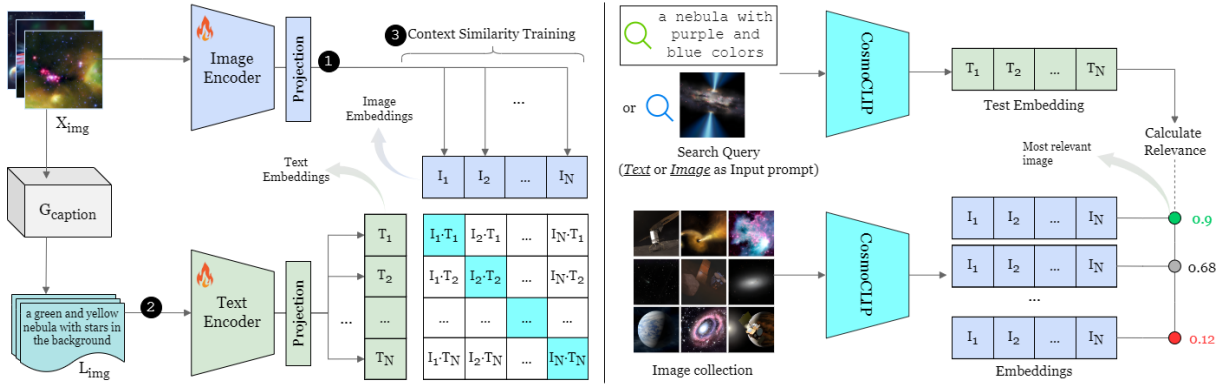 X_img
G_caption
a green and yellow
nebula with stars in
the background
L_img
Image
Encoder
Projection
1
3 Context Similarity Training
...
Image
Embeddings
Text
Embeddings
I_1 I_2 ... I_N
2
Text
Encoder
Projection
...
T_1
T_2
...
T_N
I_1·T_1 I_2·T_1 ... I_N·T_1
I_1·T_2 I_2·T_2 ... I_N·T_2
... ... ... ...
I_1·T_N I_2·T_N ... I_N·T_N
a nebula with
purple and
blue colors
or
Search Query
(Text or Image as Input prompt)
CosmoCLIP
T_1 T_2 ... T_N
Test Embedding
Calculate
Relevance
Most relevant
image
Image collection
CosmoCLIP
I_1 I_2 ... I_N
0.9
I_1 I_2 ... I_N
0.68
...
I_1 I_2 ... I_N
0.12
Embeddings